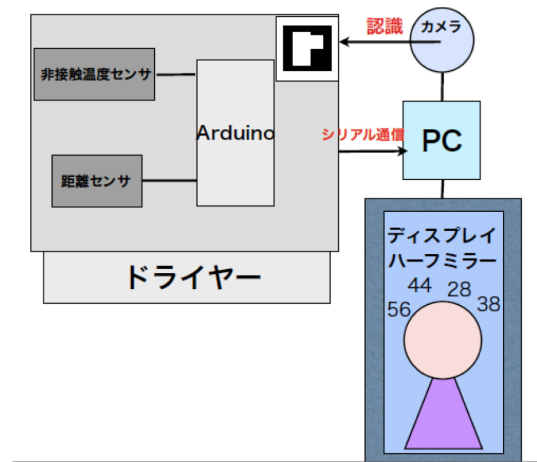 認識
カメラ
非接触温度センサ
Arduino
シリアル通信
PC
距離センサ
ドライヤー
ディスプレイ
ハーフミラー
56 44 28 38